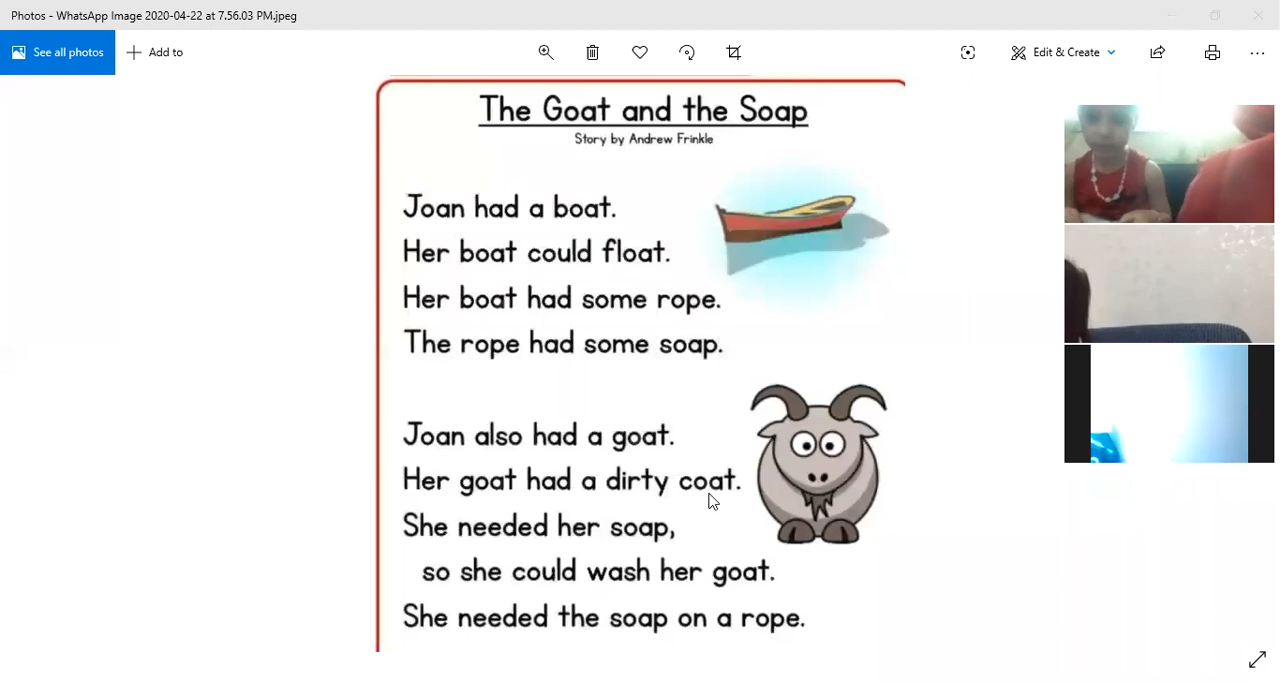 Photos - WhatsApp Image 2020-04-22 at 7.56.03 PM.jpeg
See all photos
Add to
Edit & Create
The Goat and the Soap
Story by Andrew Frinkle
Joan had a boat.
Her boat could float.
Her boat had some rope.
The rope had some soap.
Joan also had a goat.
Her goat had a dirty coat.
She needed her soap,
so she could wash her goat.
She needed the soap on a rope.